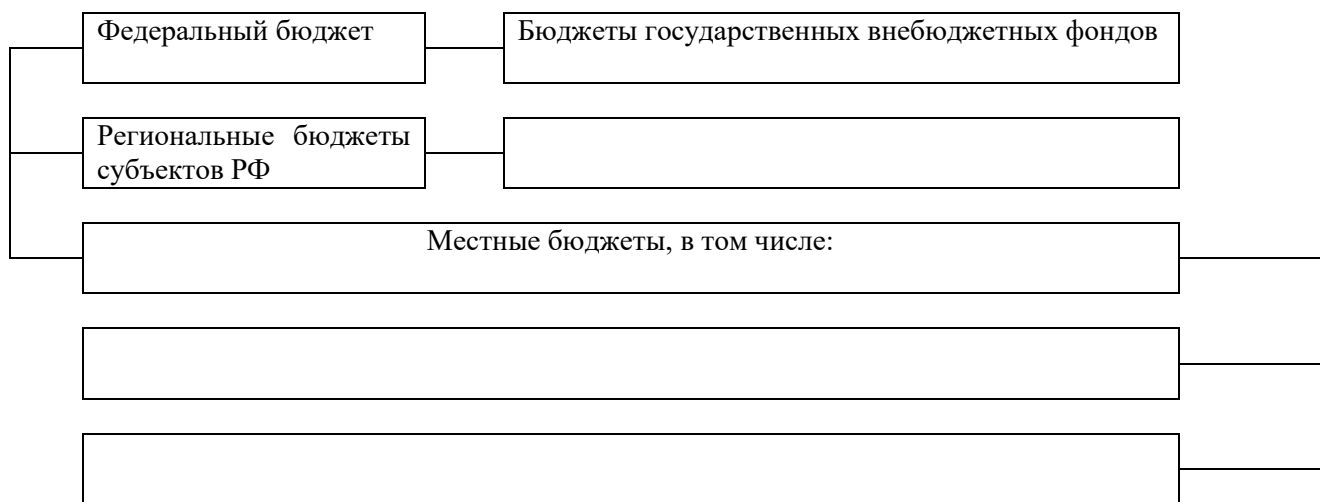 Федеральный бюджет
Бюджеты государственных внебюджетных фондов
Региональные бюджеты
субъектов РФ
Местные бюджеты, в том числе: